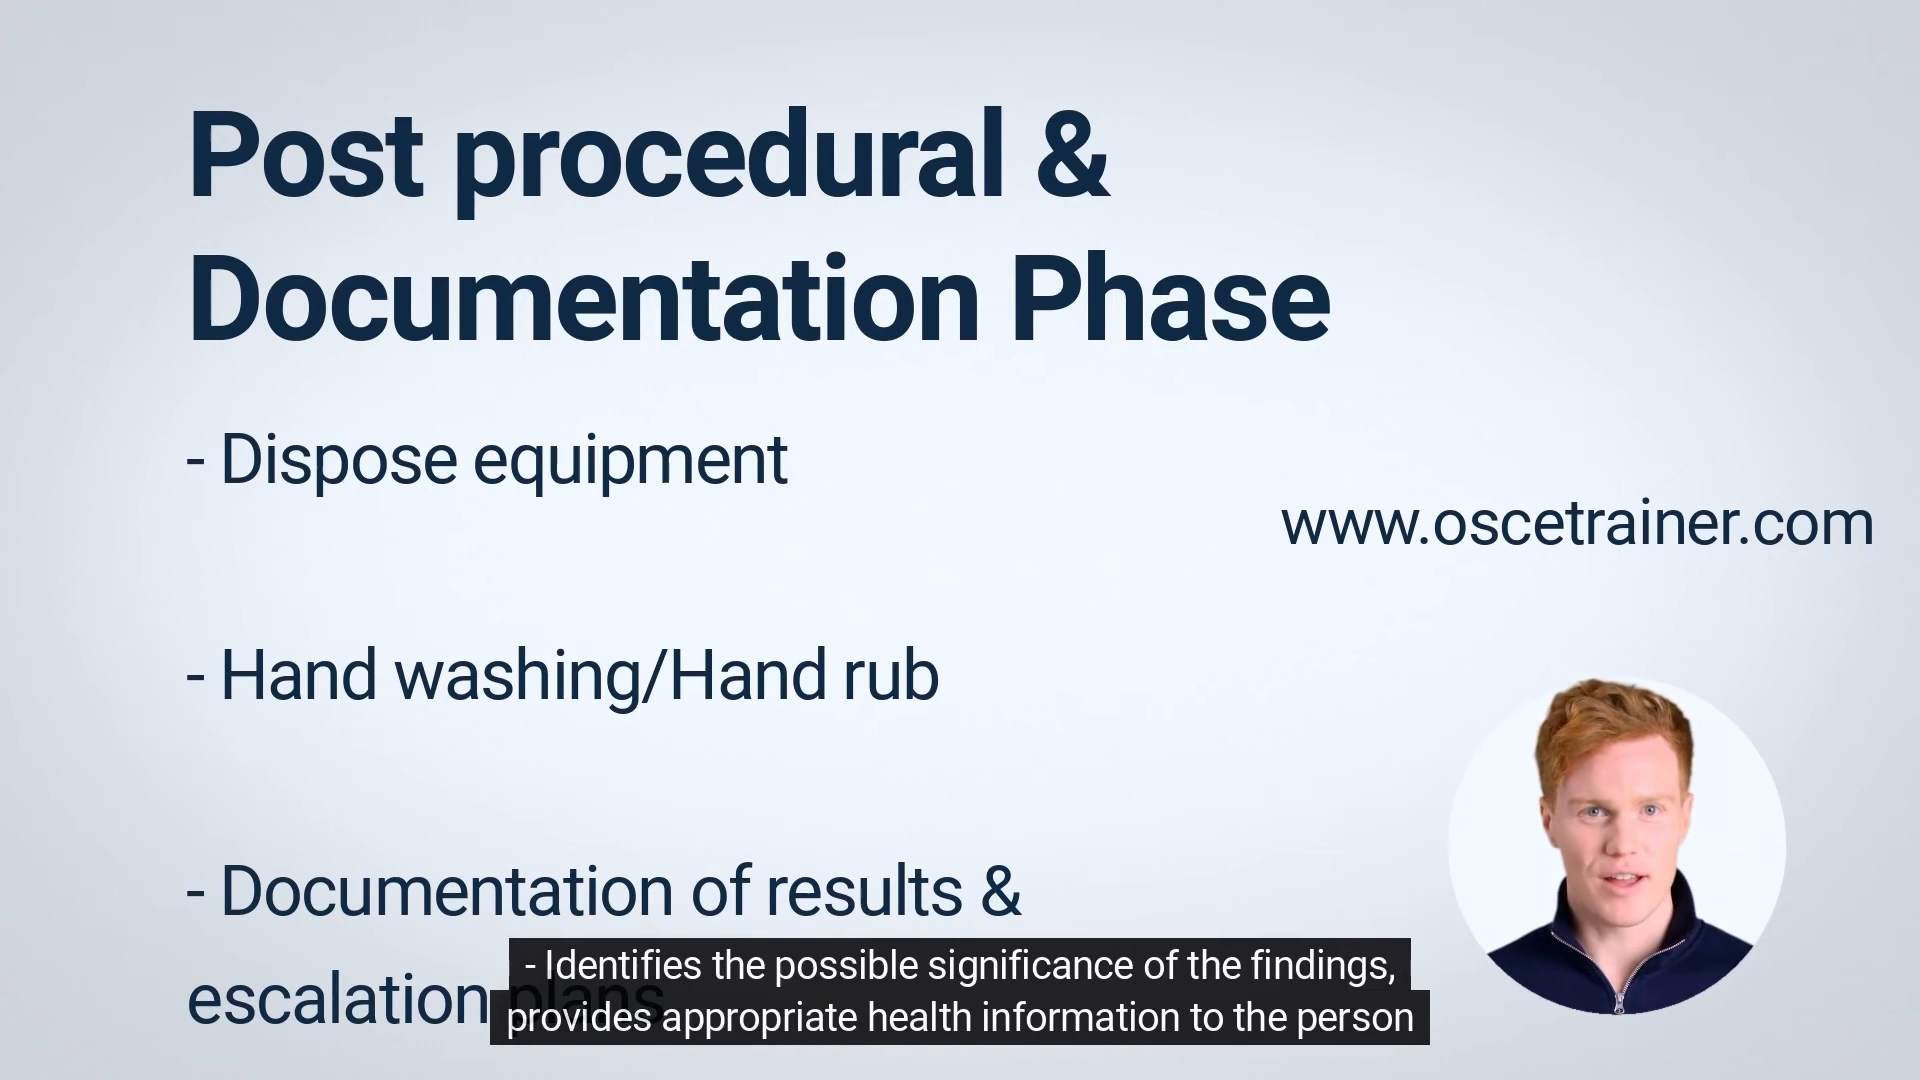 Post procedural &
Documentation Phase
- Dispose equipment
www.oscetrainer.com
- Hand washing/Hand rub
- Documentation of results &
escalation plans
- Identifies the possible significance of the findings,
provides appropriate health information to the person